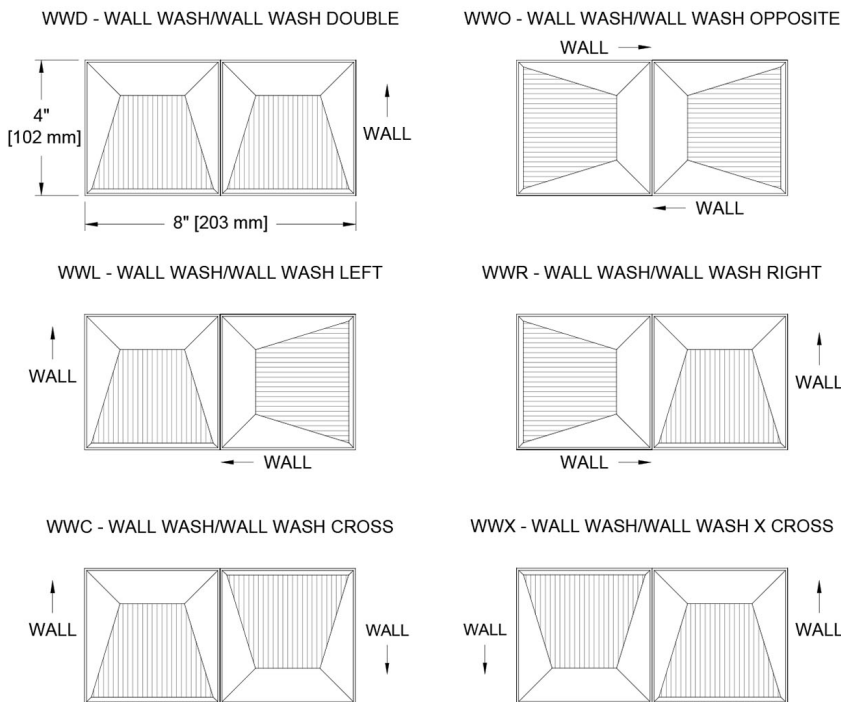 WWD - WALL WASH/WALL WASH DOUBLE
4"
[102 mm]
WALL
8" [203 mm]
WWO - WALL WASH/WALL WASH OPPOSITE
WALL
WALL
WWL - WALL WASH/WALL WASH LEFT
WALL
WALL
WWR - WALL WASH/WALL WASH RIGHT
WALL
WALL
WWC - WALL WASH/WALL WASH CROSS
WALL
WALL
WWX - WALL WASH/WALL WASH X CROSS
WALL
WALL